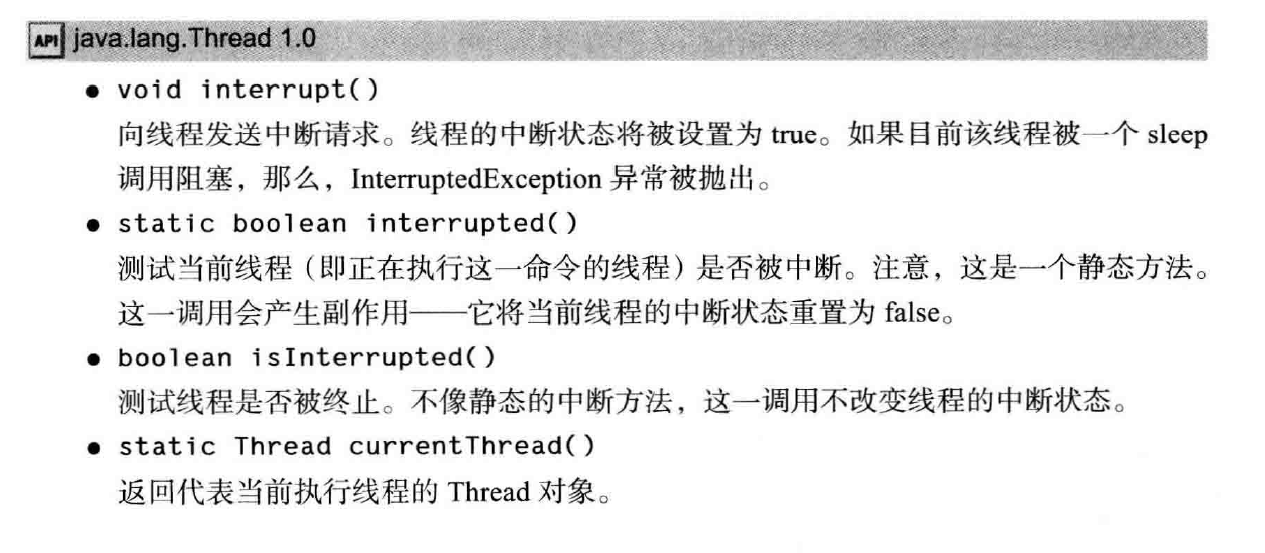 API java.lang.Thread 1.0
● void interrupt()
向线程发送中断请求。线程的中断状态将被设置为 true。如果目前该线程被一个 sleep
调用阻塞，那么，InterruptedException 异常被抛出。
● static boolean interrupted()
测试当前线程（即正在执行这一命令的线程）是否被中断。注意，这是一个静态方法。
这一调用会产生副作用——它将当前线程的中断状态重置为 false。
● boolean isInterrupted()
测试线程是否被终止。不像静态的中断方法，这一调用不改变线程的中断状态。
● static Thread currentThread()
返回代表当前执行线程的 Thread 对象。